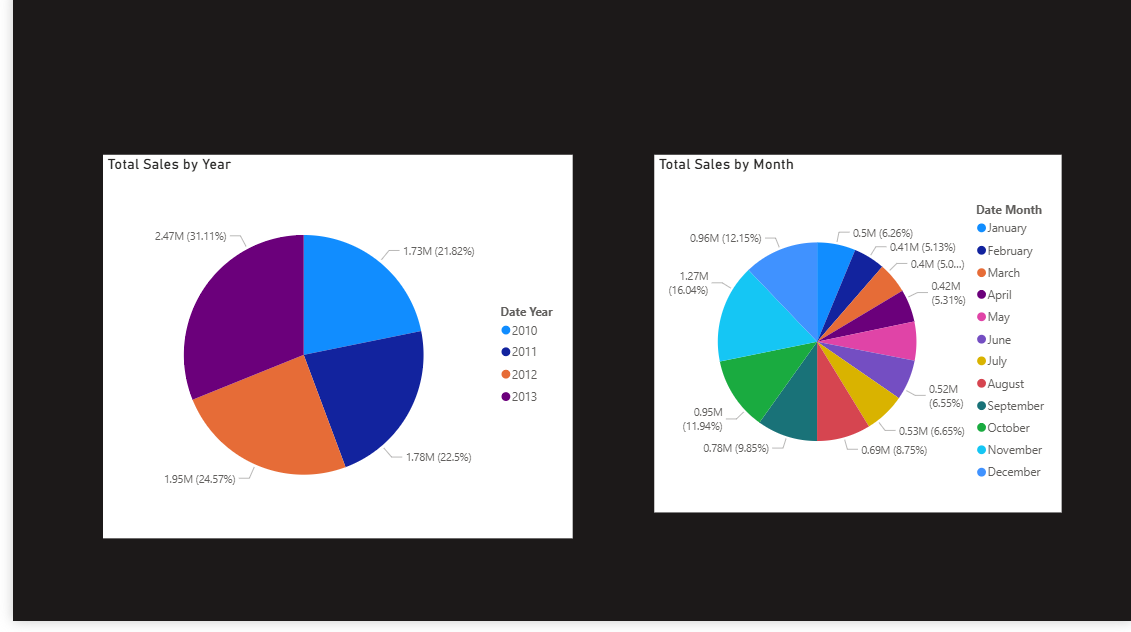 Total Sales by Year
2.47M (31.11%)
1.73M (21.82%)
1.95M (24.57%)
1.78M (22.5%)
Date Year
2010
2011
2012
2013
Total Sales by Month
0.96M (12.15%)
0.5M (6.26%)
0.41M (5.13%)
0.4M (5.0...)
1.27M
(16.04%)
0.42M
(5.31%)
0.52M
(6.55%)
0.95M
(11.94%)
0.53M (6.65%)
0.78M (9.85%)
0.69M (8.75%)
Date Month
January
February
March
April
May
June
July
August
September
October
November
December